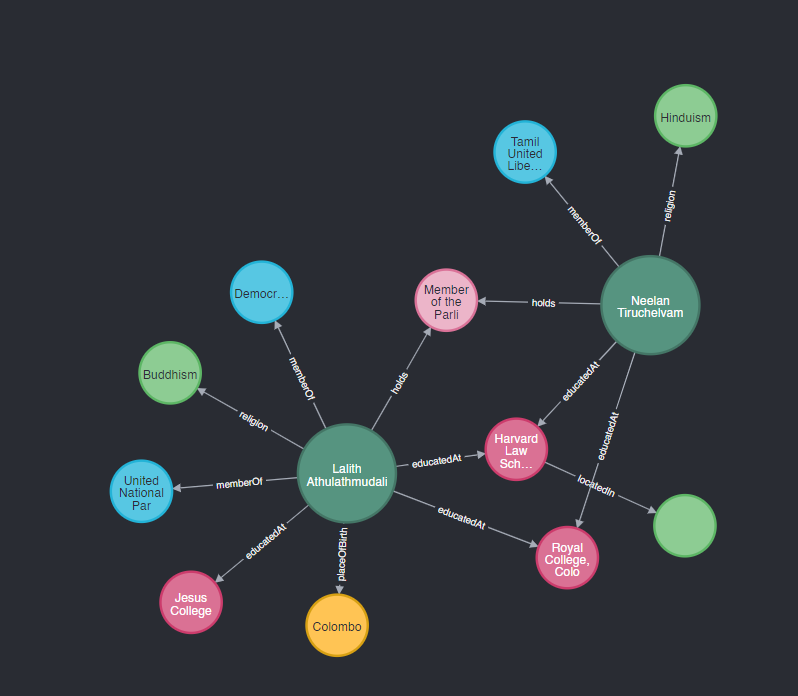 Hinduism
Tamil
United
Libe...
memberOf
religion
Neelan
Tiruchelvam
Democr...
Member
of the
Parli
holds
Buddhism
memberOf
holds
educatedAt
religion
Harvard
Law
Sch...
educatedAt
educatedAt
Lalith
Athulathmudali
United
National
Par
memberOf
locatedIn
educatedAt
educatedAt
placeOfBirth
Royal
College,
Colo
Jesus
College
Colombo